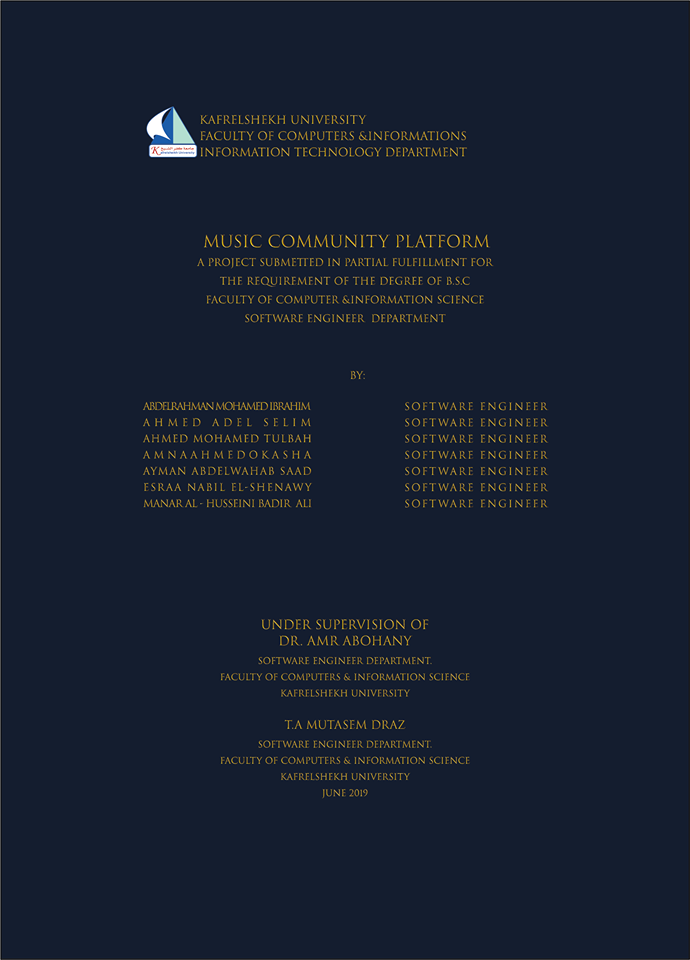 KAFRELSHEKH UNIVERSITY
FACULTY OF COMPUTERS &INFORMATIONS
INFORMATION TECHNOLOGY DEPARTMENT
جامعة كفر الشيخ
Kafrelsheikh University
MUSIC COMMUNITY PLATFORM
A PROJECT SUBMETTED IN PARTIAL FULFILLMENT FOR
THE REQUIREMENT OF THE DEGREE OF B.S.C
FACULTY OF COMPUTER &INFORMATION SCIENCE
SOFTWARE ENGINEER DEPARTMENT
BY:
ABDELRAHMAN MOHAMED IBRAHIM SOFTWARE ENGINEER
AHMED ADEL SELIM SOFTWARE ENGINEER
AHMED MOHAMED TULBAH SOFTWARE ENGINEER
AMNAAHMEDOKASHA SOFTWARE ENGINEER
AYMAN ABDELWAHAB SAAD SOFTWARE ENGINEER
ESRAA NABIL EL-SHENAWY SOFTWARE ENGINEER
MANAR AL - HUSSEINI BADIR ALI SOFTWARE ENGINEER
UNDER SUPERVISION OF
DR. AMR ABOHANY
SOFTWARE ENGINEER DEPARTMENT.
FACULTY OF COMPUTERS & INFORMATION SCIENCE
KAFRELSHEKH UNIVERSITY
T.A MUTASEM DRAZ
SOFTWARE ENGINEER DEPARTMENT.
FACULTY OF COMPUTERS & INFORMATION SCIENCE
KAFRELSHEKH UNIVERSITY
JUNE 2019